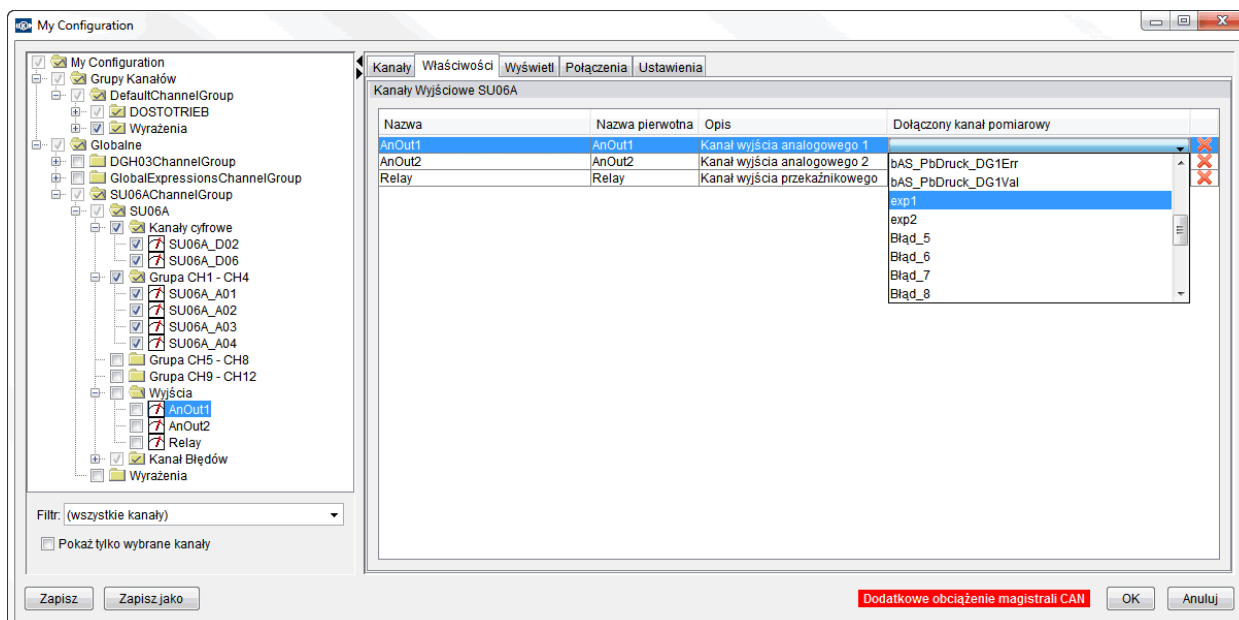 My Configuration
My Configuration
Grupy Kanałów
DefaultChannelGroup
DOSTOTRIEB
Wyrażenia
Globalne
DGH03ChannelGroup
GlobalExpressionsChannelGroup
SU06AChannelGroup
SU06A
Kanały cyfrowe
SU06A_D02
SU06A_D06
Grupa CH1 - CH4
SU06A_A01
SU06A_A02
SU06A_A03
SU06A_A04
Grupa CH5 - CH8
Grupa CH9 - CH12
Wyjścia
AnOut1
AnOut2
Relay
Kanał Błędów
Wyrażenia
Filtr: (wszystkie kanały)
Pokaż tylko wybrane kanały
Kanały Właściwości Wyświetl Połączenia Ustawienia
Kanały Wyjściowe SU06A
Nazwa Nazwa pierwotna Opis Dołączony kanał pomiarowy
AnOut1 AnOut1 Kanał wyjścia analogowego 1
AnOut2 AnOut2 Kanał wyjścia analogowego 2
Relay Relay Kanał wyjścia przekaźnikowego
bAS_PbDruck_DG1Err
bAS_PbDruck_DG1Val
exp1
exp2
Błąd_5
Błąd_6
Błąd_7
Błąd_8
Zapisz Zapisz jako Dodatkowe obciążenie magistrali CAN OK Anuluj